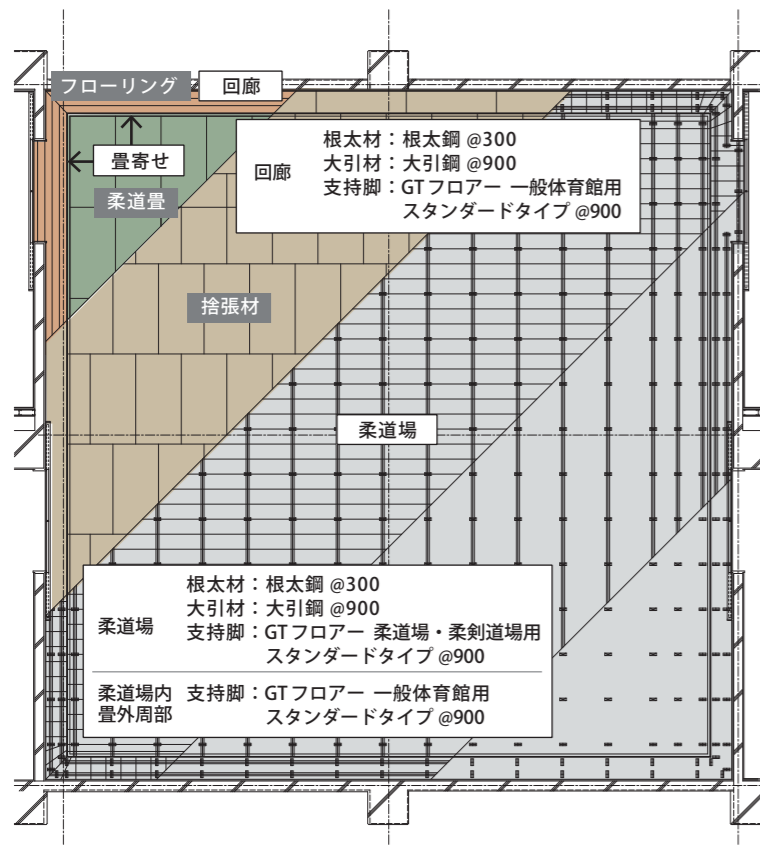 フローリング
回廊
畳寄せ
柔道畳
回廊
根太材：根太鋼 @300
大引材：大引鋼 @900
支持脚：GTフロアー 一般体育館用
スタンダードタイプ @900
捨張材
柔道場
柔道場
根太材：根太鋼 @300
大引材：大引鋼 @900
支持脚：GTフロアー 柔道場・柔剣道場用
スタンダードタイプ @900
柔道場内
畳外周部
支持脚：GTフロアー 一般体育館用
スタンダードタイプ @900